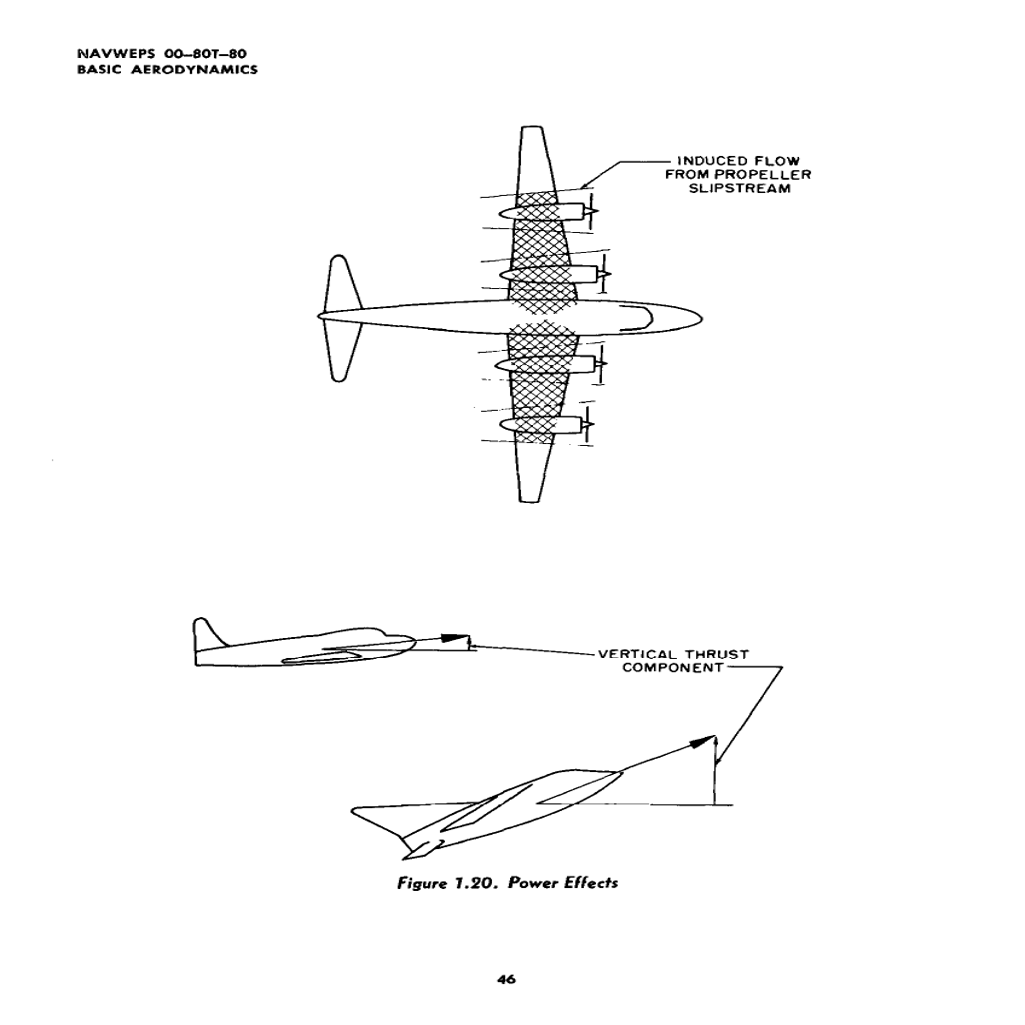 NAVWEPS 00–80T–80
BASIC AERODYNAMICS
INDUCED FLOW
FROM PROPELLER
SLIPSTREAM
VERTICAL THRUST
COMPONENT
Figure 1.20. Power Effects
46